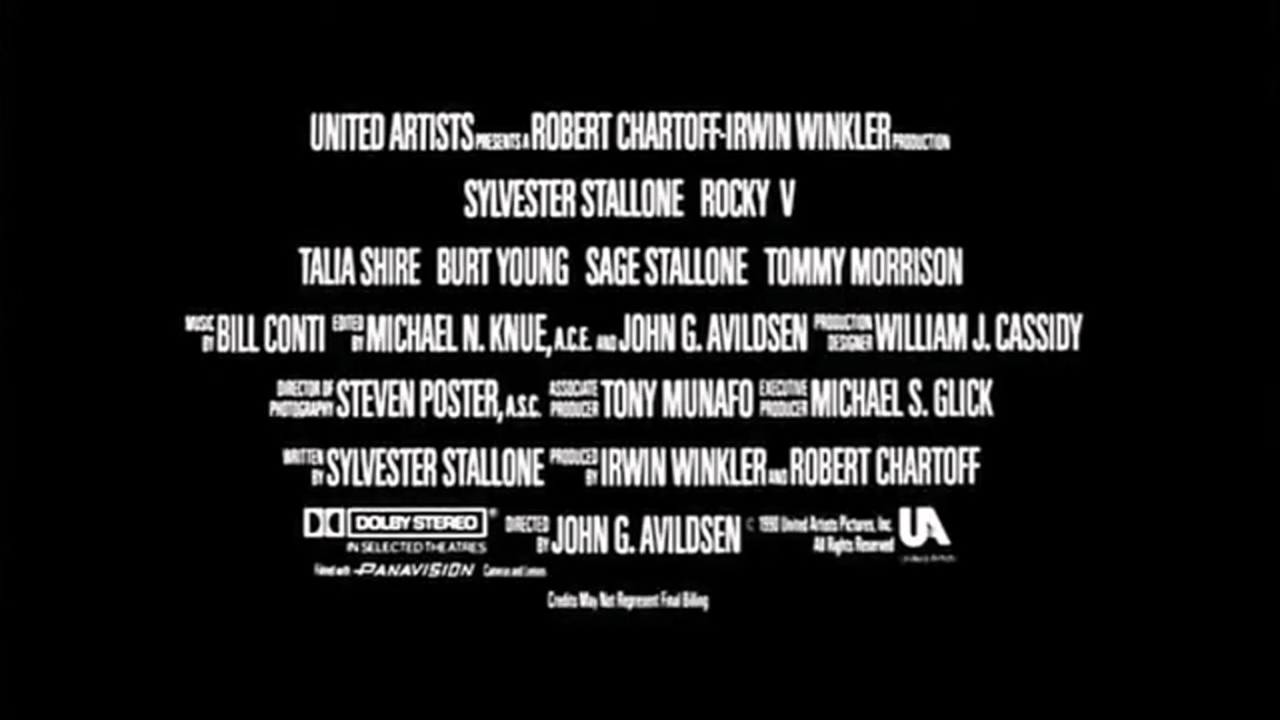 UNITED ARTISTS PRESENTS A ROBERT CHARTOFF-IRWIN WINKLER PRODUCTION
SYLVESTER STALLONE ROCKY V
TALIA SHIRE BURT YOUNG SAGE STALLONE TOMMY MORRISON
MUSIC BY BILL CONTI EDITED BY MICHAEL N. KNUE, A.C.E. AND JOHN G. AVILDSEN PRODUCTION DESIGNER WILLIAM J. CASSIDY
DIRECTOR OF PHOTOGRAPHY STEVEN POSTER, A.S.C. ASSOCIATE PRODUCER TONY MUNAFO EXECUTIVE PRODUCER MICHAEL S. GLICK
WRITTEN BY SYLVESTER STALLONE PRODUCED BY IRWIN WINKLER AND ROBERT CHARTOFF
DOLBY STEREO ® IN SELECTED THEATRES DIRECTED BY JOHN G. AVILDSEN © 1990 United Artists Pictures, Inc. All Rights Reserved UA
Filmed with PANAVISION Cameras and Lenses
Credits May Not Represent Final Billing